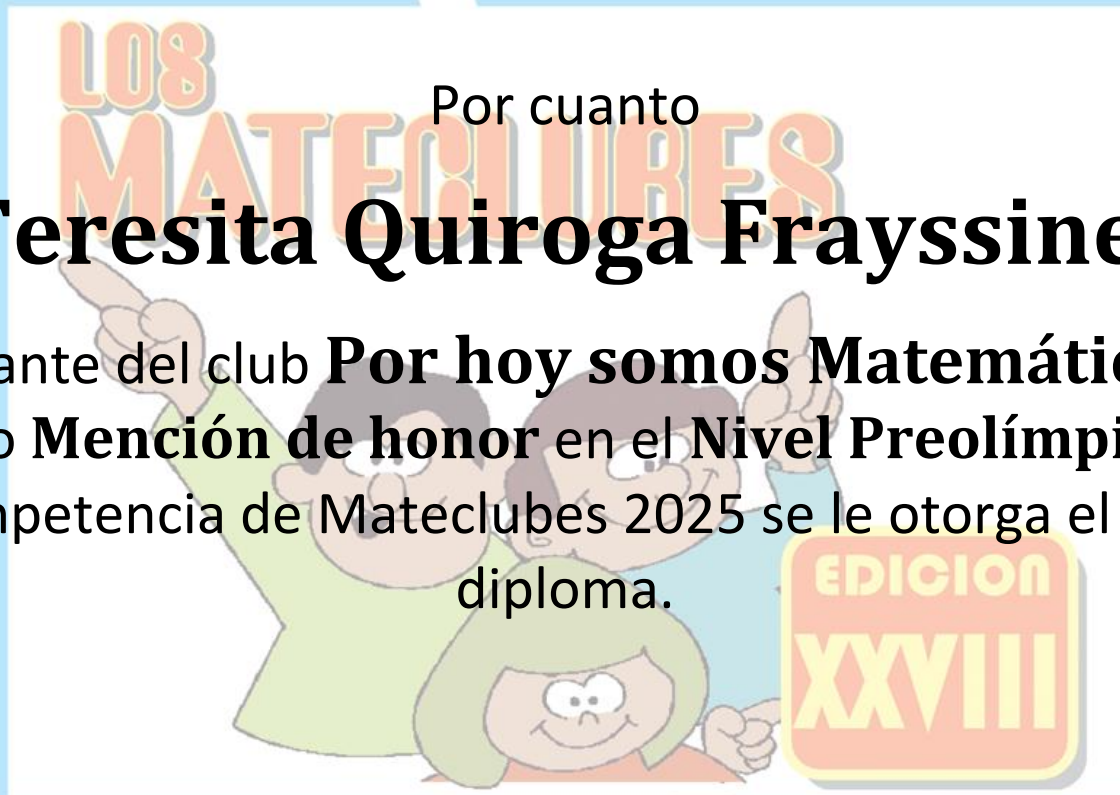 LOS
MATECLUBES
Por cuanto
Teresita Quiroga Frayssine
ante del club Por hoy somos Matemátic
o Mención de honor en el Nivel Preolímpi
mpetencia de Mateclubes 2025 se le otorga el
diploma.
EDICION
XXVIII